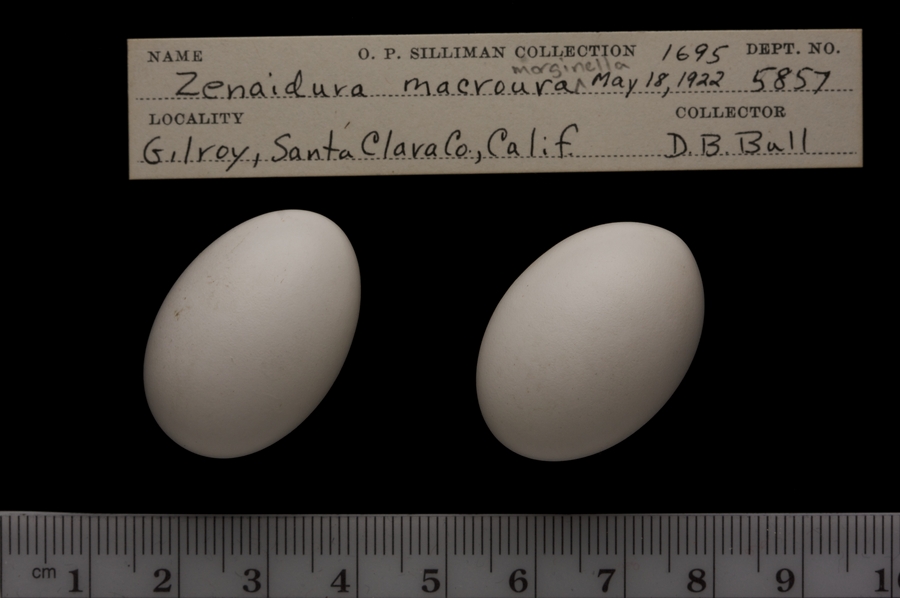 NAME O. P. SILLIMAN COLLECTION 1695 DEPT. NO.
marginella
Zenaidura macroura ^ May 18, 1922 5857
LOCALITY COLLECTOR
Gilroy, Santa Clara Co., Calif. D. B. Bull
cm 1 2 3 4 5 6 7 8 9 1